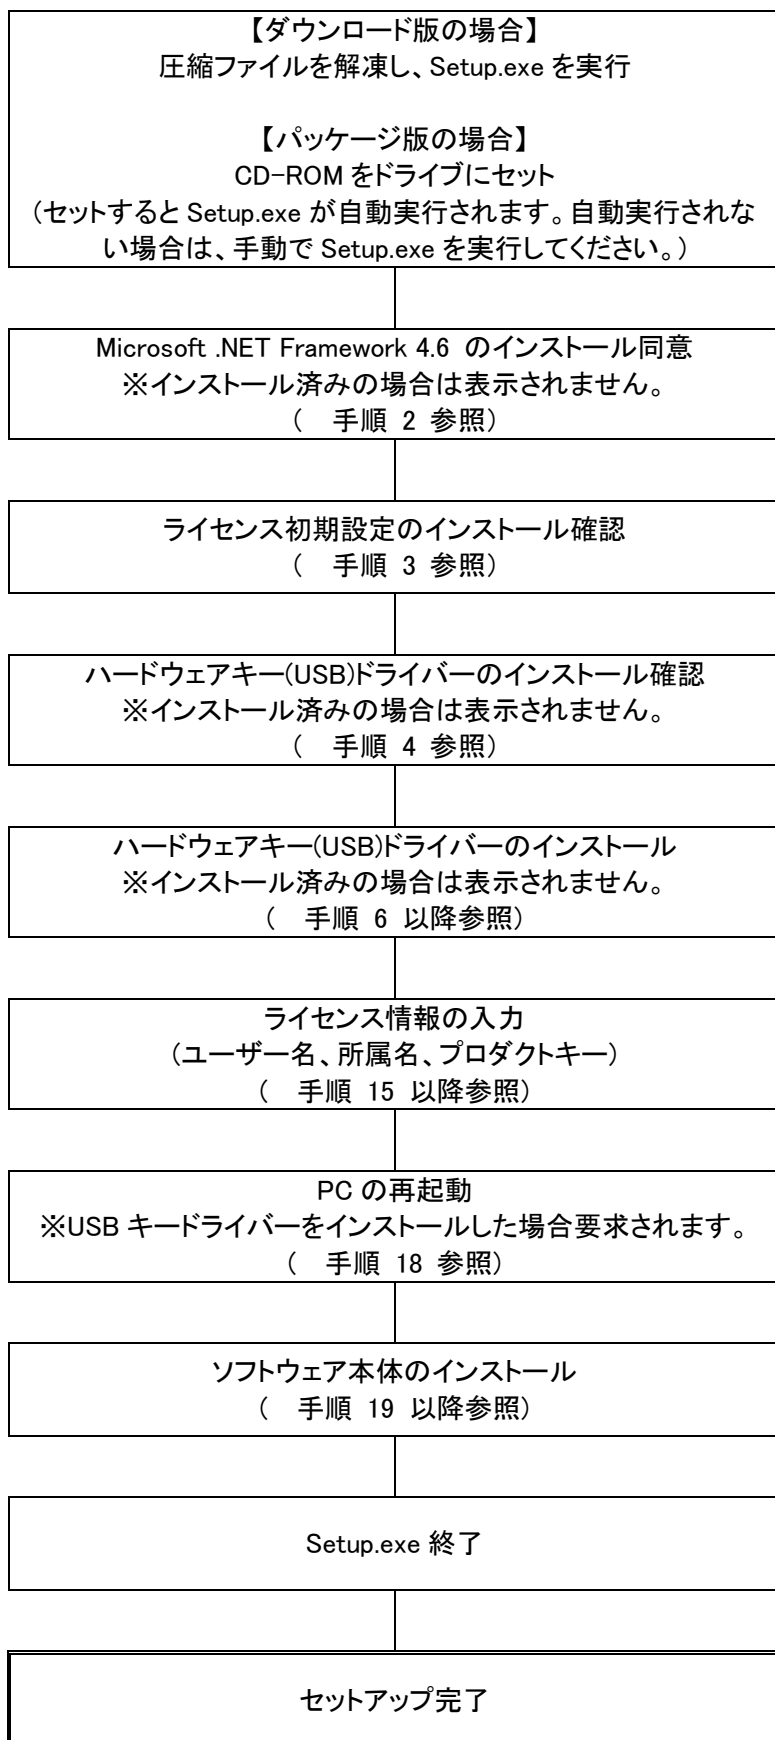 【ダウンロード版の場合】
圧縮ファイルを解凍し、Setup.exe を実行
【パッケージ版の場合】
CD-ROM をドライブにセット
（セットすると Setup.exe が自動実行されます。自動実行されな
い場合は、手動で Setup.exe を実行してください。）
Microsoft .NET Framework 4.6 のインストール同意
※インストール済みの場合は表示されません。
（ 手順 2 参照）
ライセンス初期設定のインストール確認
（ 手順 3 参照）
ハードウェアキー(USB)ドライバーのインストール確認
※インストール済みの場合は表示されません。
（ 手順 4 参照）
ハードウェアキー(USB)ドライバーのインストール
※インストール済みの場合は表示されません。
（ 手順 6 以降参照）
ライセンス情報の入力
（ユーザー名、所属名、プロダクトキー）
（ 手順 15 以降参照）
PC の再起動
※USB キードライバーをインストールした場合要求されます。
（ 手順 18 参照）
ソフトウェア本体のインストール
（ 手順 19 以降参照）
Setup.exe 終了
セットアップ完了